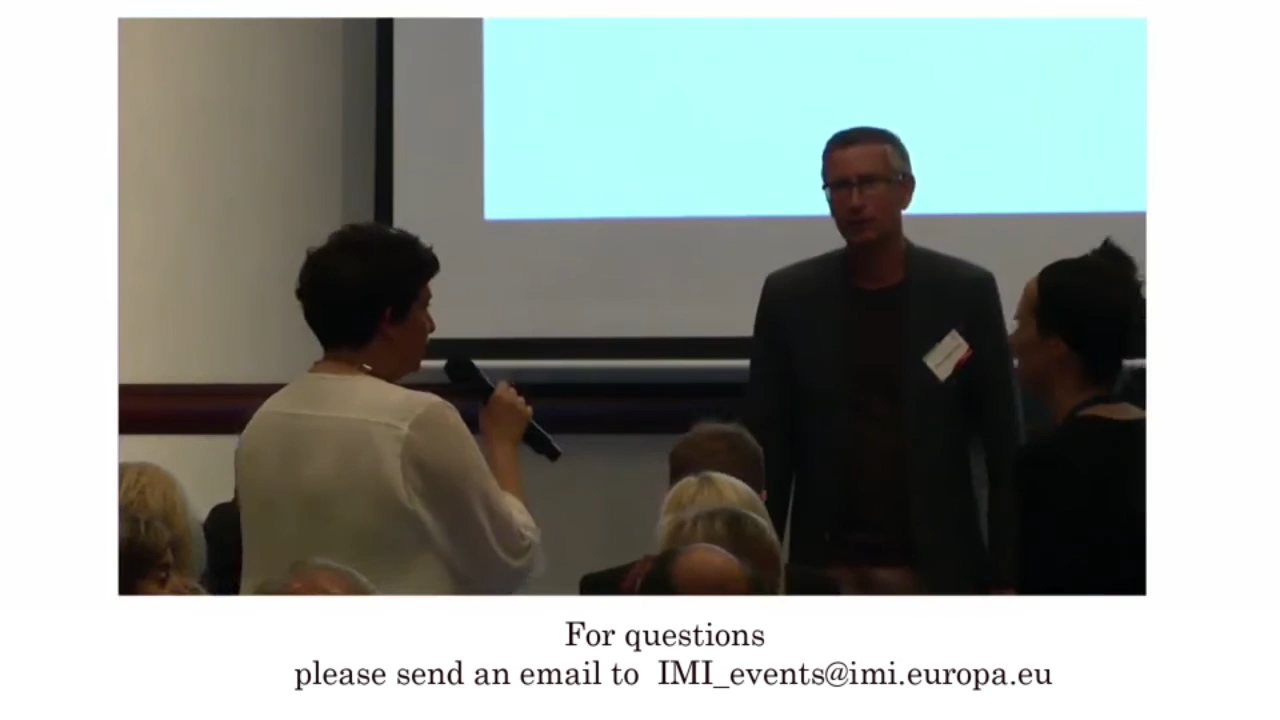 For questions
please send an email to IMI_events@imi.europa.eu